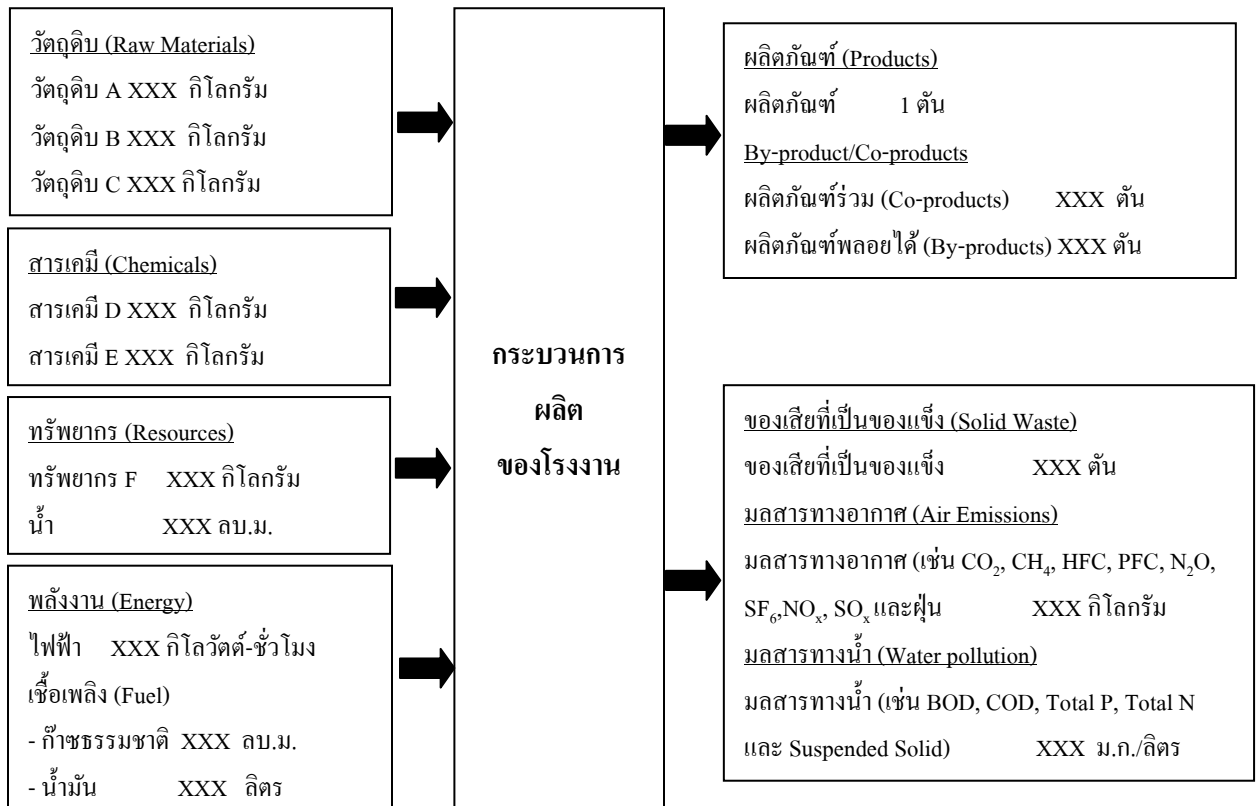 วัตถุดิบ (Raw Materials)
วัตถุดิบ A XXX กิโลกรัม
วัตถุดิบ B XXX กิโลกรัม
วัตถุดิบ C XXX กิโลกรัม
สารเคมี (Chemicals)
สารเคมี D XXX กิโลกรัม
สารเคมี E XXX กิโลกรัม
ทรัพยากร (Resources)
ทรัพยากร F XXX กิโลกรัม
น้ำ XXX ลบ.ม.
พลังงาน (Energy)
ไฟฟ้า XXX กิโลวัตต์-ชั่วโมง
เชื้อเพลิง (Fuel)
- ก๊าซธรรมชาติ XXX ลบ.ม.
- น้ำมัน XXX ลิตร
กระบวนการ
ผลิต
ของโรงงาน
ผลิตภัณฑ์ (Products)
ผลิตภัณฑ์ 1 ตัน
By-product/Co-products
ผลิตภัณฑ์ร่วม (Co-products) XXX ตัน
ผลิตภัณฑ์พลอยได้ (By-products) XXX ตัน
ของเสียที่เป็นของแข็ง (Solid Waste)
ของเสียที่เป็นของแข็ง XXX ตัน
มลสารทางอากาศ (Air Emissions)
มลสารทางอากาศ (เช่น CO₂, CH₄, HFC, PFC, N₂O,
SF₆,NOₓ, SOₓ และฝุ่น XXX กิโลกรัม
มลสารทางน้ำ (Water pollution)
มลสารทางน้ำ (เช่น BOD, COD, Total P, Total N
และ Suspended Solid) XXX ม.ก./ลิตร